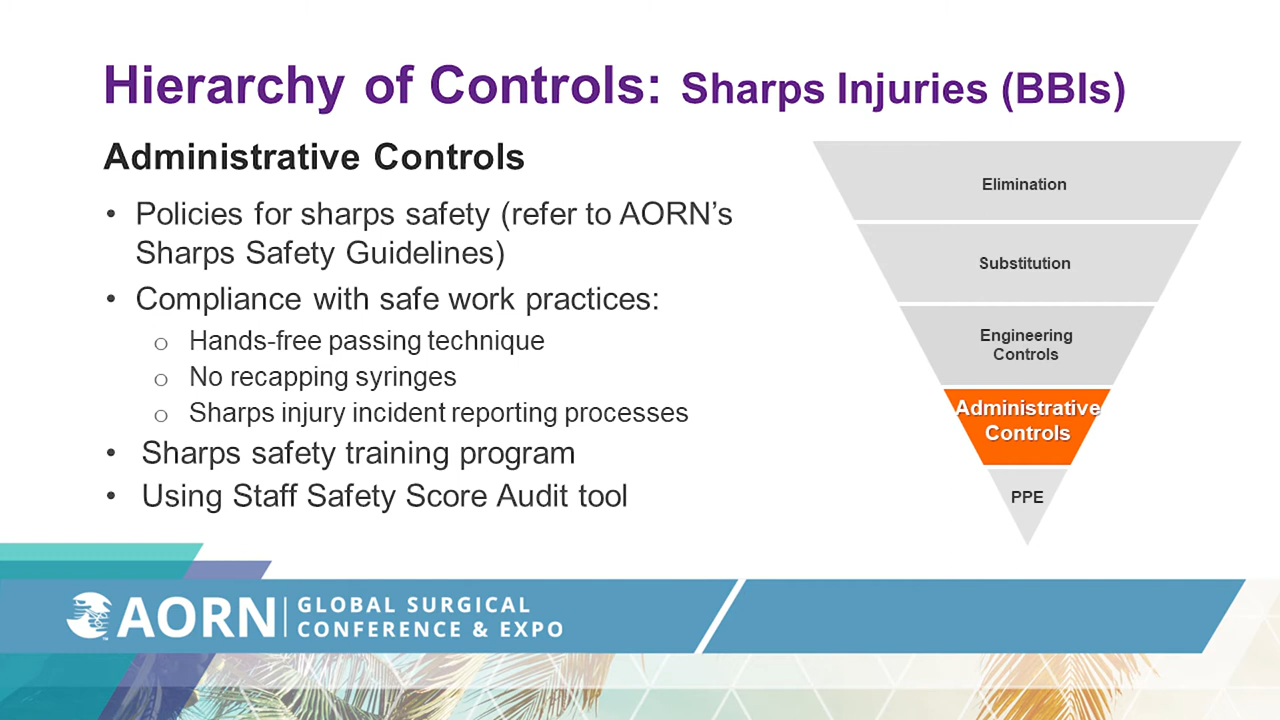 Hierarchy of Controls: Sharps Injuries (BBIs)
Administrative Controls
• Policies for sharps safety (refer to AORN’s
Sharps Safety Guidelines)
• Compliance with safe work practices:
o Hands-free passing technique
o No recapping syringes
o Sharps injury incident reporting processes
• Sharps safety training program
• Using Staff Safety Score Audit tool
Elimination
Substitution
Engineering
Controls
Administrative
Controls
PPE
AORN
GLOBAL SURGICAL
CONFERENCE & EXPO